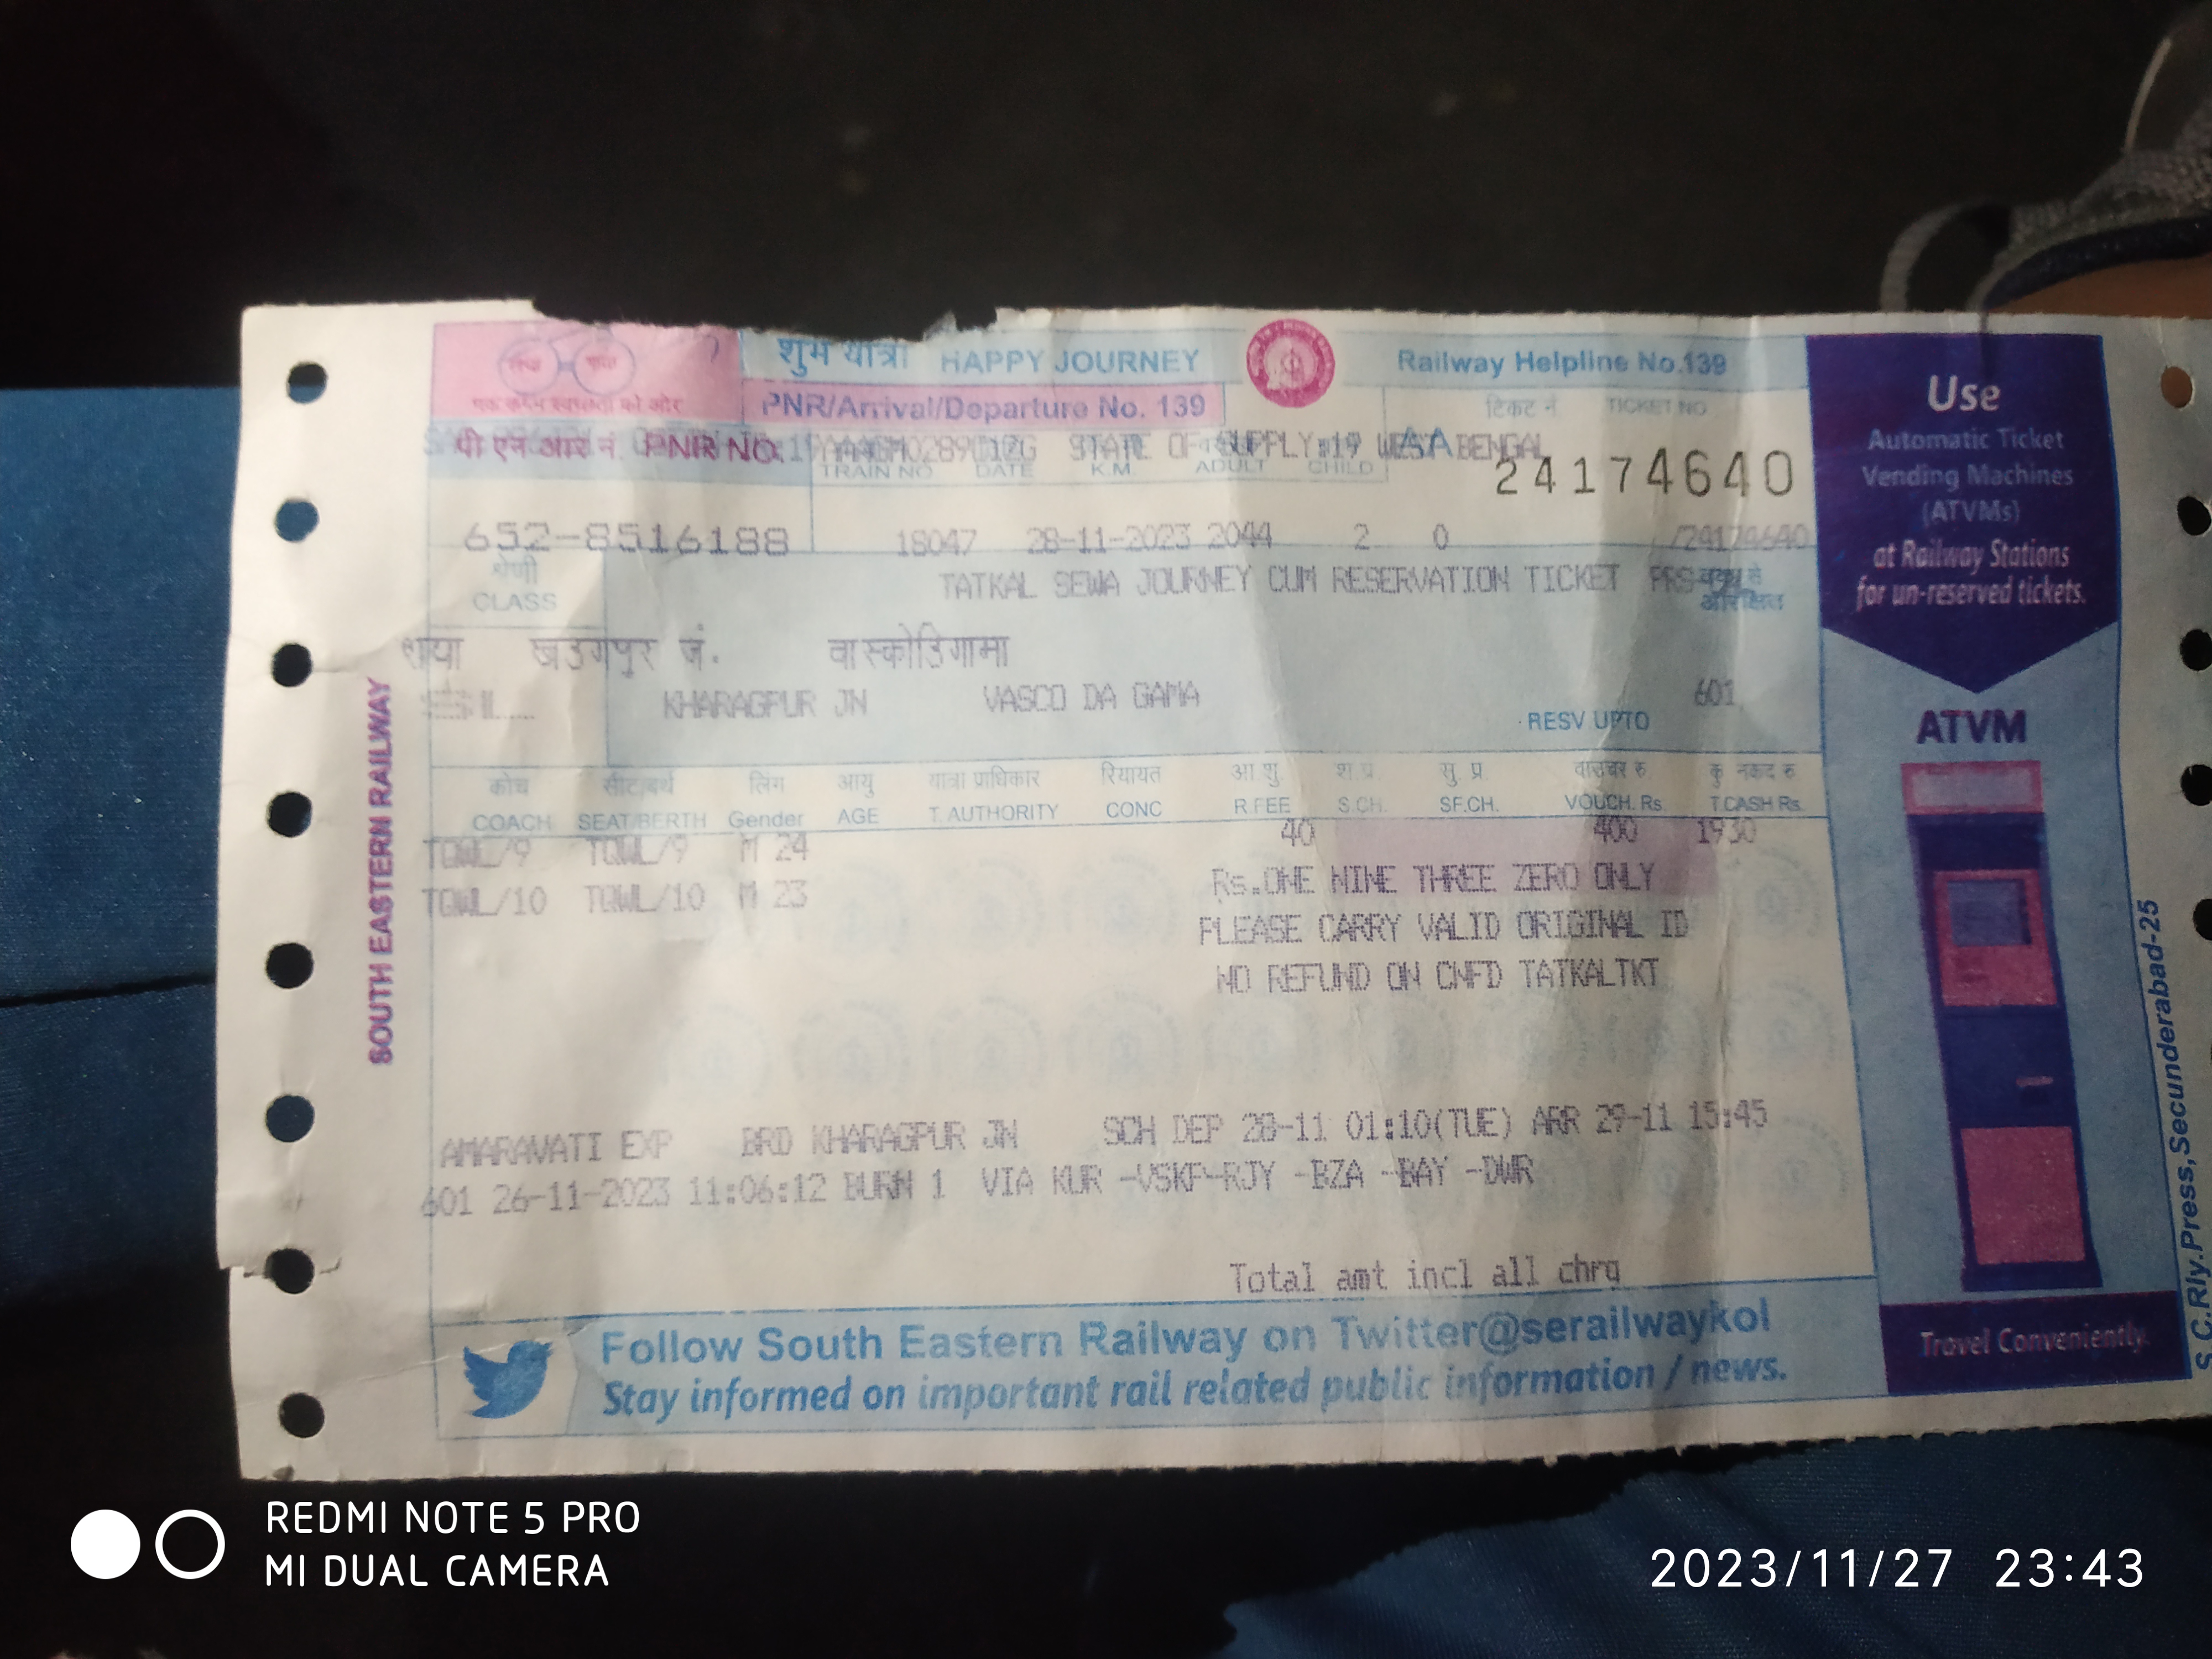 शुभ यात्रा HAPPY JOURNEY
Railway Helpline No.139
एक कदम स्वच्छता की ओर
PNR/Arrival/Departure No. 139
टिकट नं TICKET NO
पी एन आर नं. PNR NO.
STATE OF SUPPLY:19 WEST BENGAL
AA
TRAIN NO DATE K.M. ADULT CHILD
24174640
652-8516188 18047 28-11-2023 2044 2 0 /24174640
श्रेणी
CLASS
TATKAL SEWA JOURNEY CUM RESERVATION TICKET
आरक्षित
खडगपुर जं. वास्कोडिगामा
SL KHARAGPUR JN VASCO DA GAMA 601
RESV UPTO
कोच सीट/बर्थ लिंग आयु यात्रा प्राधिकार रियायत आ शु सु प्र वाउचर रु कु नकद रु
COACH SEAT/BERTH Gender AGE T. AUTHORITY CONC R.FEE S.CH. SF.CH. VOUCH. Rs. T.CASH Rs.
TQWL/9 TQWL/9 M 24 40 400 1930
Rs.ONE NINE THREE ZERO ONLY
TQWL/10 TQWL/10 M 23
PLEASE CARRY VALID ORIGINAL ID
NO REFUND ON CNFD TATKALTKT
AMARAVATI EXP BRD KHARAGPUR JN SCH DEP 28-11 01:10(TUE) ARR 29-11 15:45
601 26-11-2023 11:06:12 BURN 1 VIA KUR -VSKP-RJY -BZA -BAY -DWR
Total amt incl all chrg
Follow South Eastern Railway on Twitter@serailwaykol
Stay informed on important rail related public information / news.
SOUTH EASTERN RAILWAY
Use
Automatic Ticket
Vending Machines
(ATVMs)
at Railway Stations
for un-reserved tickets.
ATVM
Travel Conveniently.
S.C.Rly.Press,Secunderabad-25
REDMI NOTE 5 PRO
MI DUAL CAMERA
2023/11/27 23:43